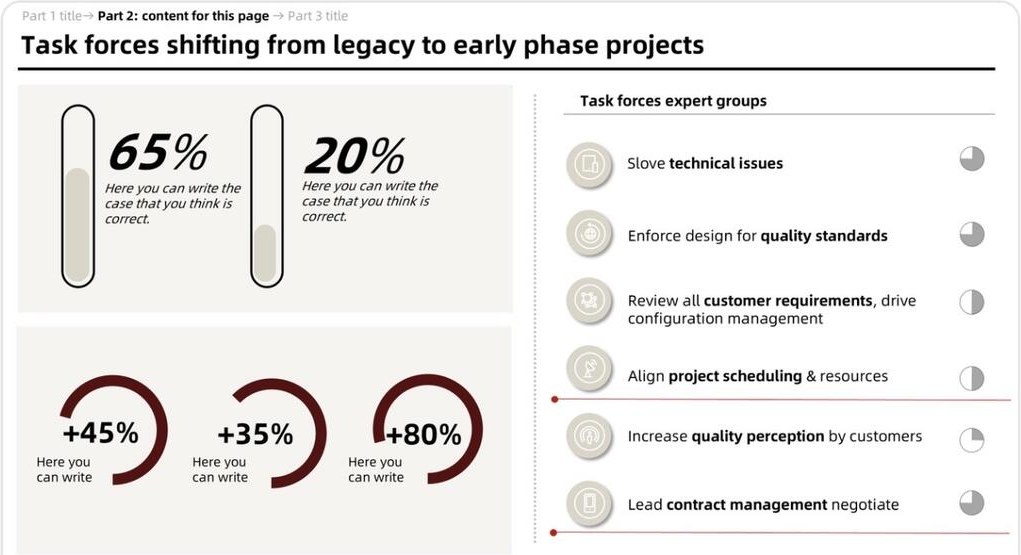 Part 1 title→ Part 2: content for this page → Part 3 title
Task forces shifting from legacy to early phase projects
65%
Here you can write the
case that you think is
correct.
20%
Here you can write the
case that you think is
correct.
+45%
Here you
can write
+35%
Here you
can write
+80%
Here you
can write
Task forces expert groups
Slove technical issues
Enforce design for quality standards
Review all customer requirements, drive
configuration management
Align project scheduling & resources
Increase quality perception by customers
Lead contract management negotiate